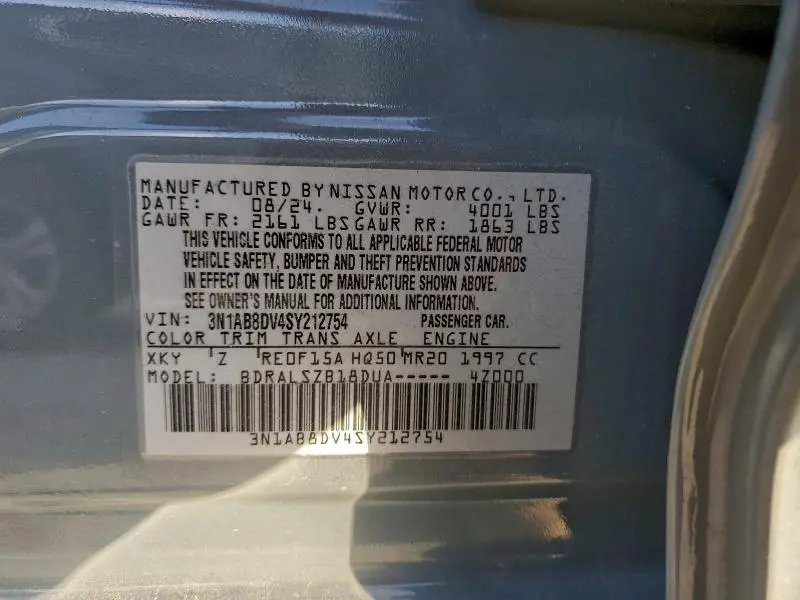 MANUFACTURED BY NISSAN MOTOR CO., LTD.
DATE: 08/24. GVWR: 4001 LBS
GAWR FR: 2161 LBS GAWR RR: 1863 LBS
THIS VEHICLE CONFORMS TO ALL APPLICABLE FEDERAL MOTOR
VEHICLE SAFETY, BUMPER AND THEFT PREVENTION STANDARDS
IN EFFECT ON THE DATE OF MANUFACTURE SHOWN ABOVE.
SEE OWNER'S MANUAL FOR ADDITIONAL INFORMATION.
VIN: 3N1AB8DV4SY212754 PASSENGER CAR.
COLOR TRIM TRANS AXLE ENGINE
XKY Z RE0F15A HQ50 MR20 1997 CC
MODEL: BDRALSZB18DUA----- 4Z000
3N1AB8DV4SY212754